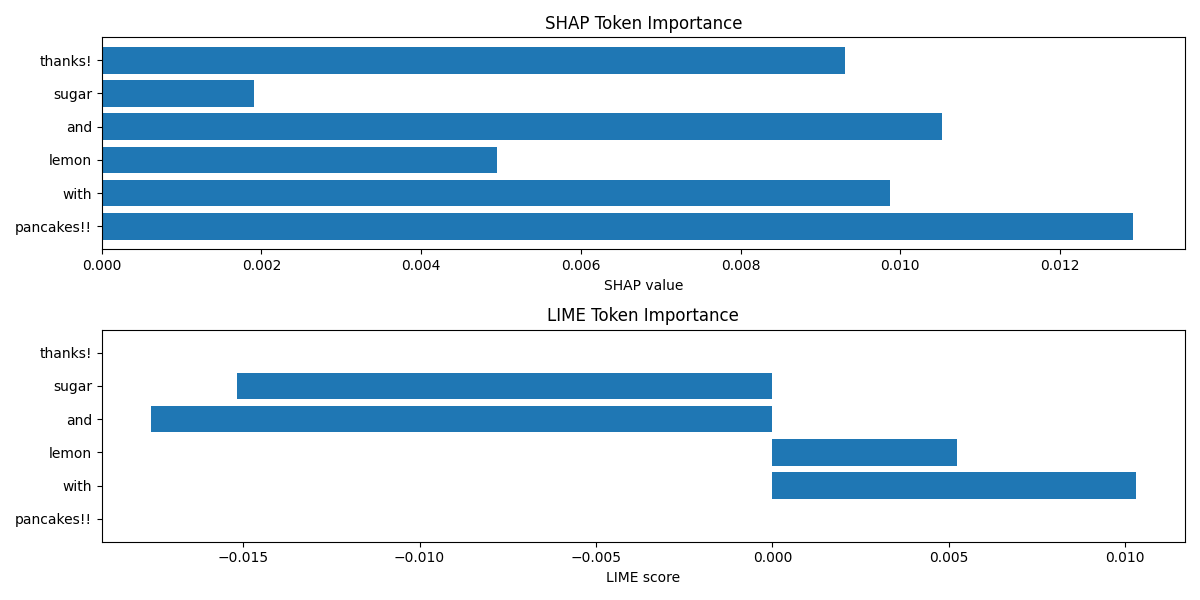 SHAP Token Importance
thanks!
sugar
and
lemon
with
pancakes!!
0.000 0.002 0.004 0.006 0.008 0.010 0.012
SHAP value
LIME Token Importance
thanks!
sugar
and
lemon
with
pancakes!!
−0.015 −0.010 −0.005 0.000 0.005 0.010
LIME score